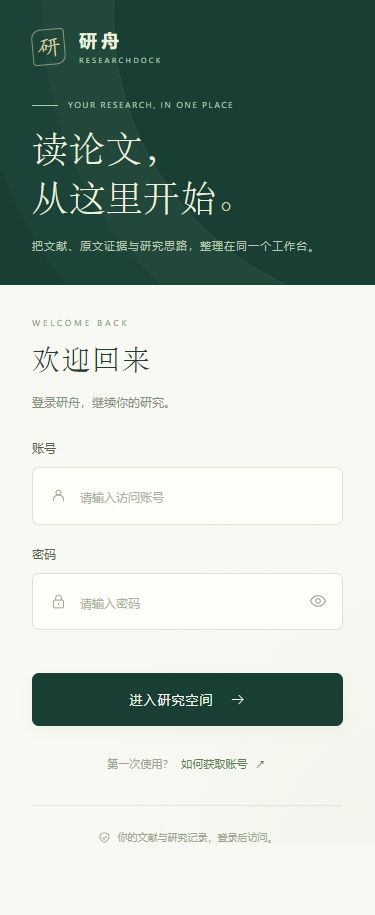 研
研舟
RESEARCHDOCK
YOUR RESEARCH, IN ONE PLACE
读论文，
从这里开始。
把文献、原文证据与研究思路，整理在同一个工作台。
WELCOME BACK
欢迎回来
登录研舟，继续你的研究。
账号
请输入访问账号
密码
请输入密码
进入研究空间 →
第一次使用？ 如何获取账号 ↗
你的文献与研究记录，登录后访问。